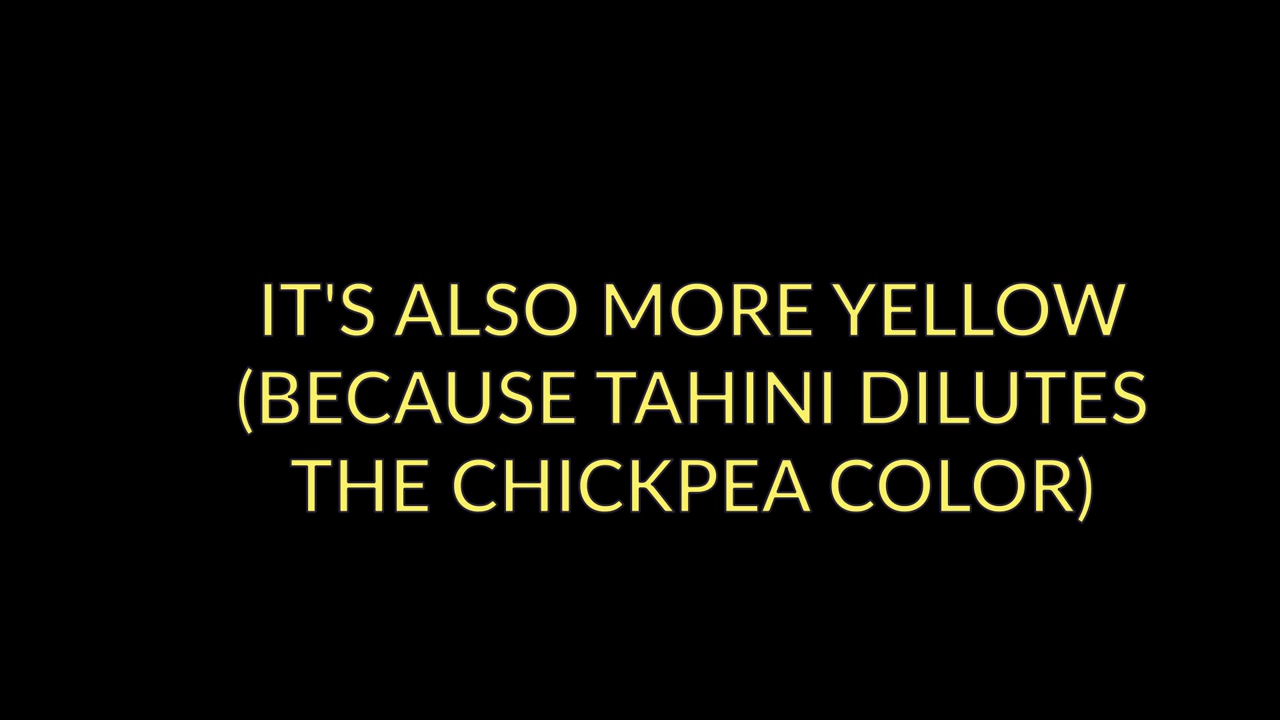 IT'S ALSO MORE YELLOW
(BECAUSE TAHINI DILUTES
THE CHICKPEA COLOR)